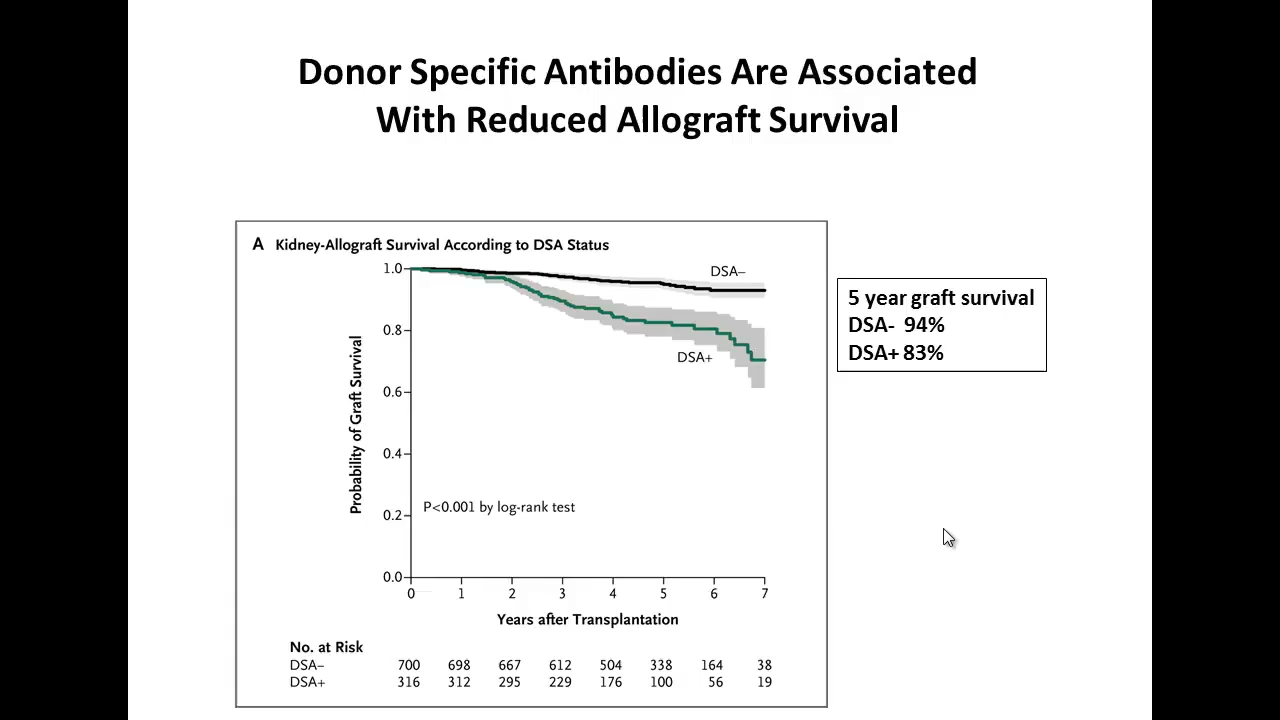 Donor Specific Antibodies Are Associated
With Reduced Allograft Survival
A Kidney-Allograft Survival According to DSA Status
1.0
0.8
0.6
0.4
0.2
0.0
Probability of Graft Survival
DSA–
DSA+
P<0.001 by log-rank test
0 1 2 3 4 5 6 7
Years after Transplantation
No. at Risk
DSA– 700 698 667 612 504 338 164 38
DSA+ 316 312 295 229 176 100 56 19
5 year graft survival
DSA- 94%
DSA+ 83%